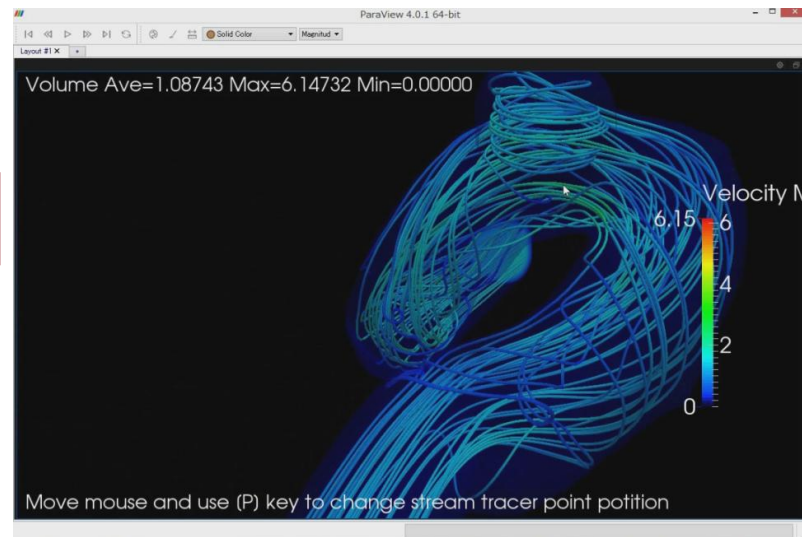 ParaView 4.0.1 64-bit
Solid Color
Magnitud
Layout #1 X +
Volume Ave=1.08743 Max=6.14732 Min=0.00000
Velocity M
6.15
6
4
2
0
Move mouse and use (P) key to change stream tracer point potition